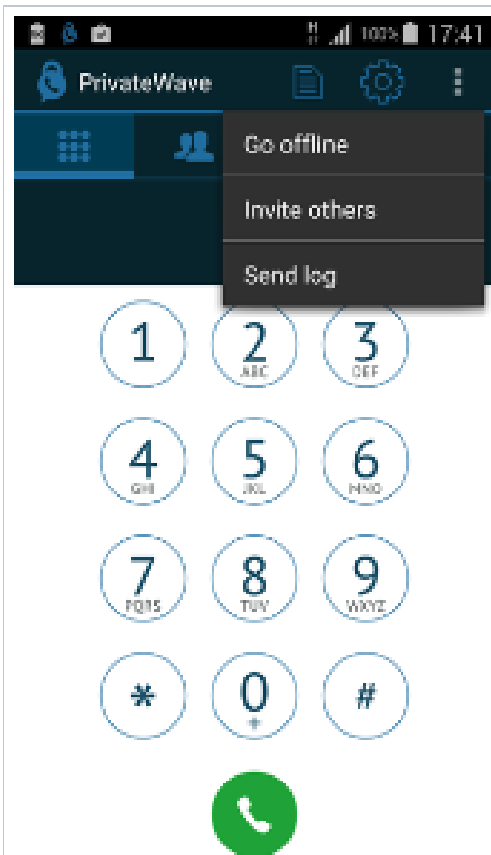 H 100% 17:41
PrivateWave
Go offline
Invite others
Send log
1 2 3
ABC DEF
4 5 6
GHI JKL MNO
7 8 9
PQRS TUV WXYZ
* 0 #
+